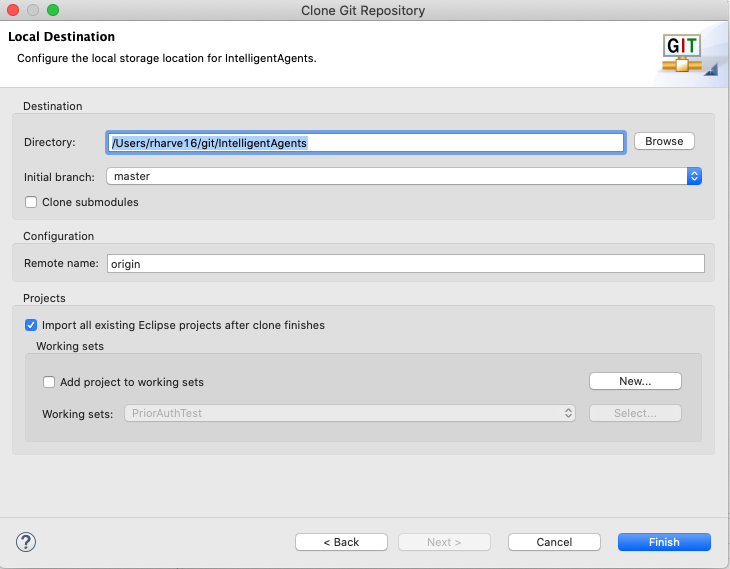 Clone Git Repository
Local Destination
Configure the local storage location for IntelligentAgents.
GIT
Destination
Directory: /Users/rharve16/git/IntelligentAgents Browse
Initial branch: master
Clone submodules
Configuration
Remote name: origin
Projects
Import all existing Eclipse projects after clone finishes
Working sets
Add project to working sets New...
Working sets: PriorAuthTest Select...
? < Back Next > Cancel Finish